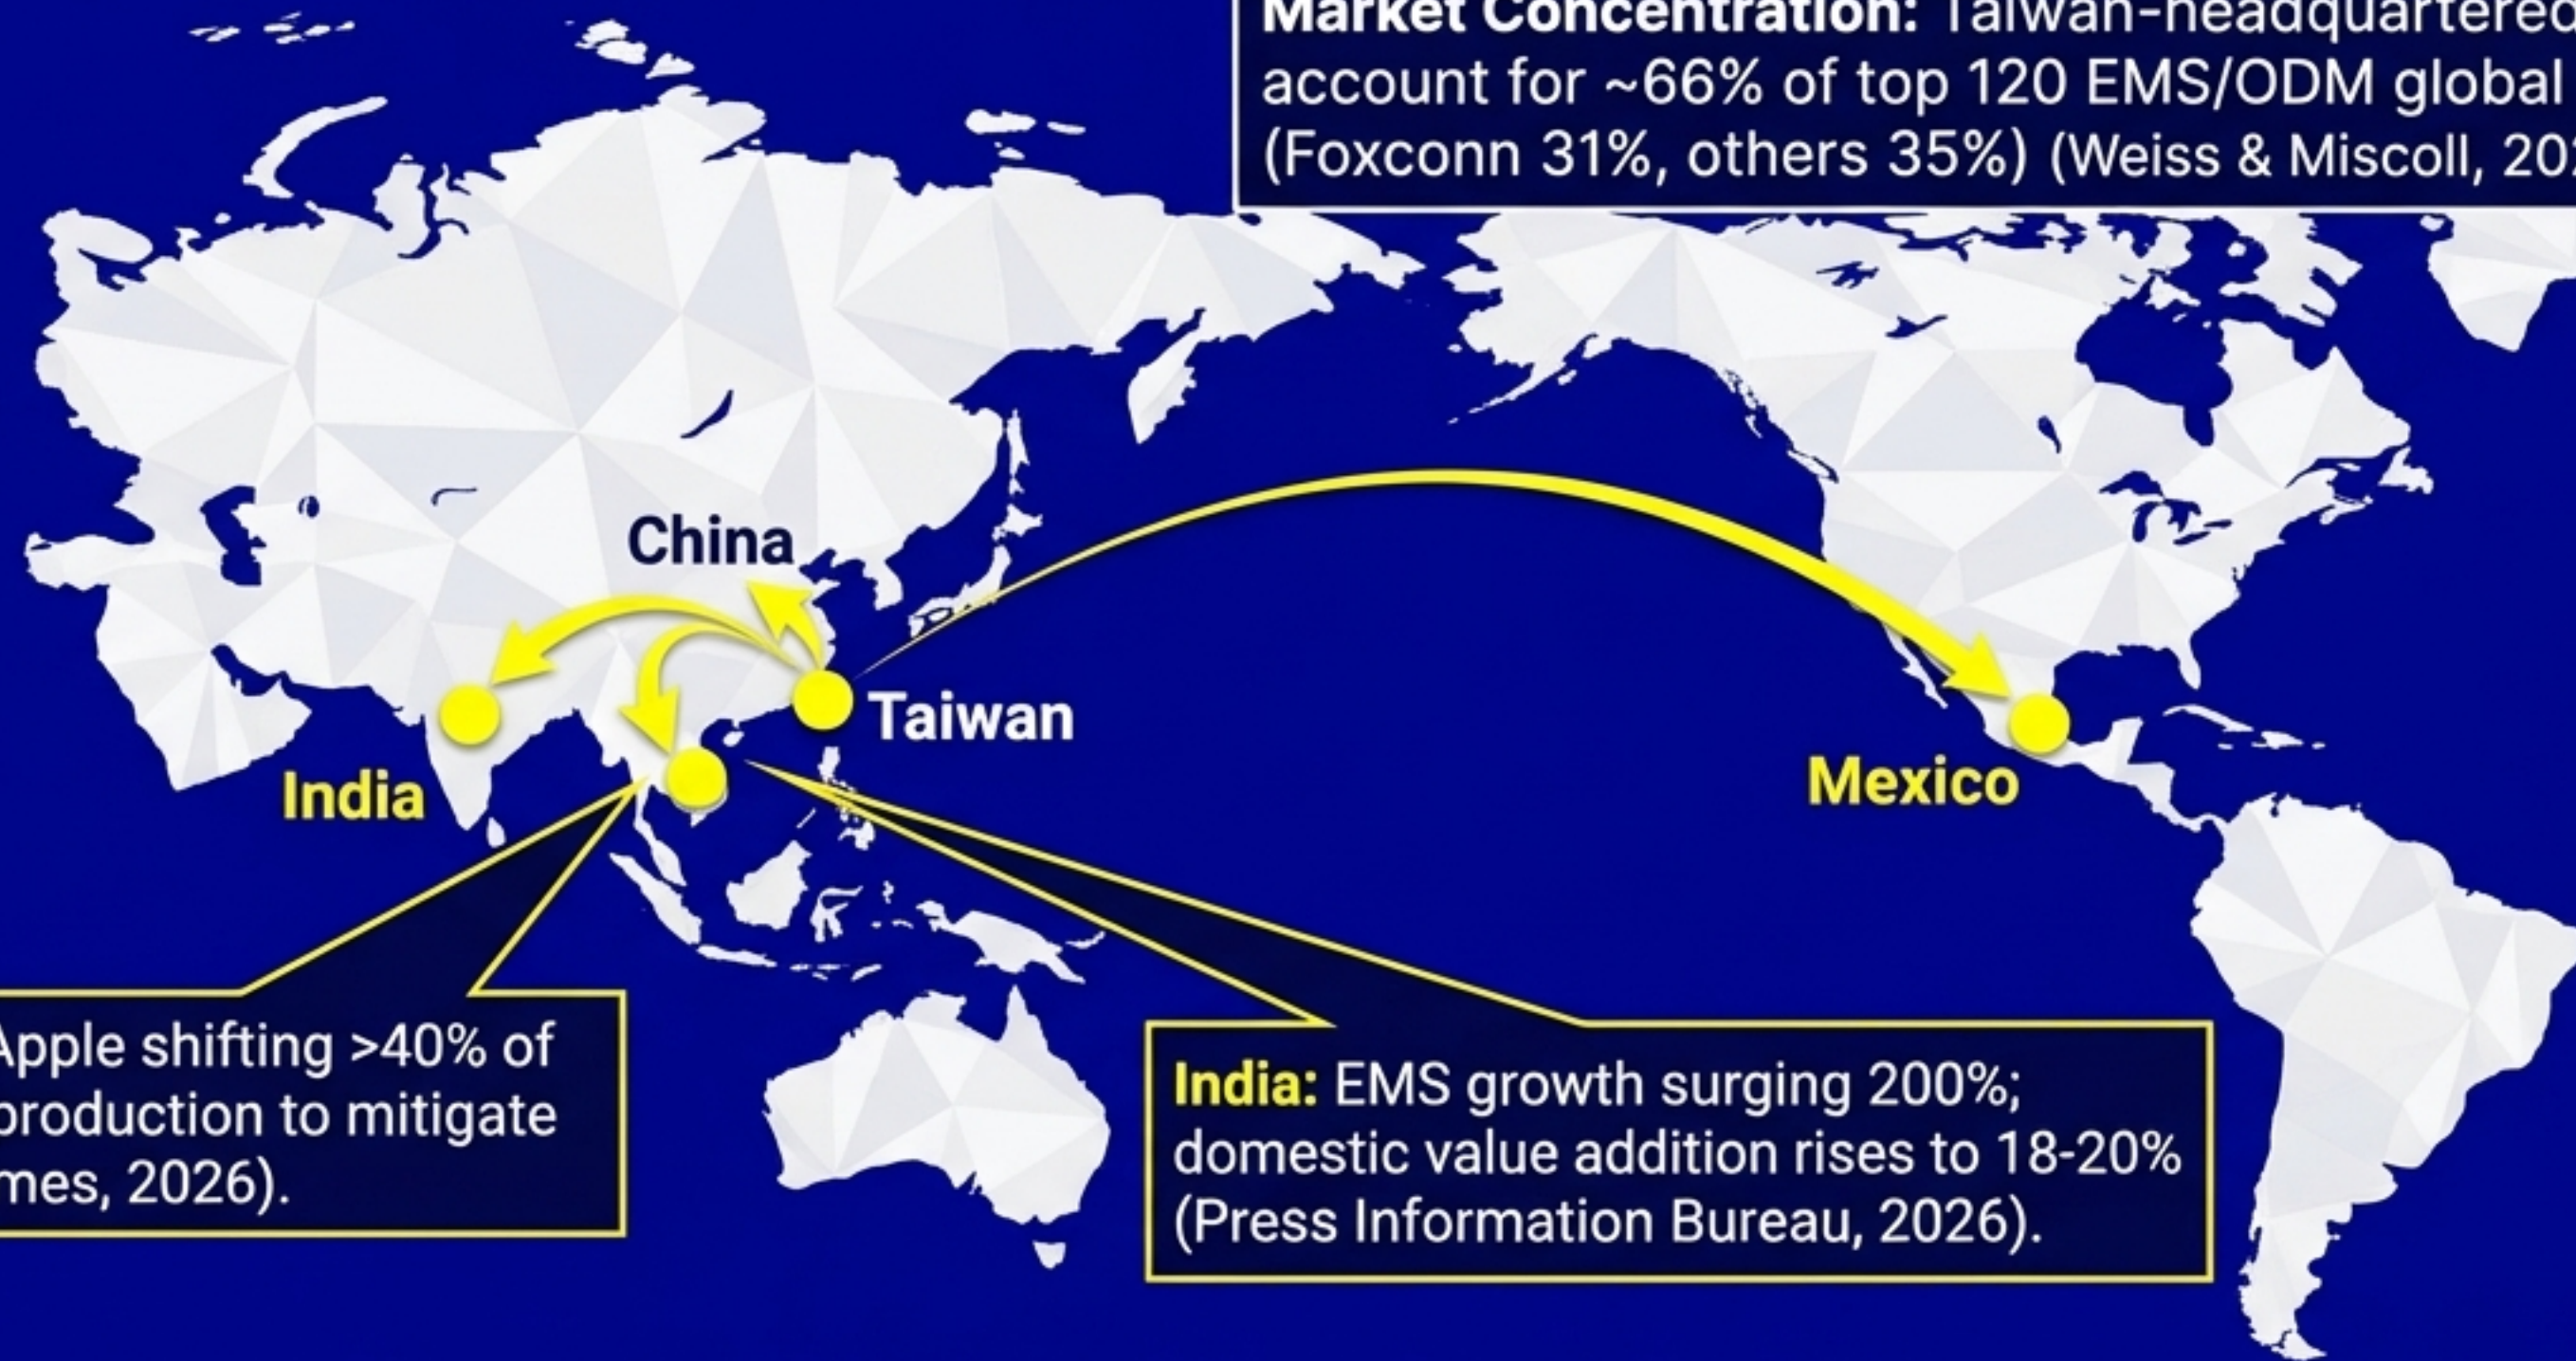 Market Concentration: Taiwan-headquartered
account for ~66% of top 120 EMS/ODM global
(Foxconn 31%, others 35%) (Weiss & Miscoll, 202
China
Taiwan
India
Mexico
Apple shifting >40% of
production to mitigate
mes, 2026).
India: EMS growth surging 200%;
domestic value addition rises to 18-20%
(Press Information Bureau, 2026).